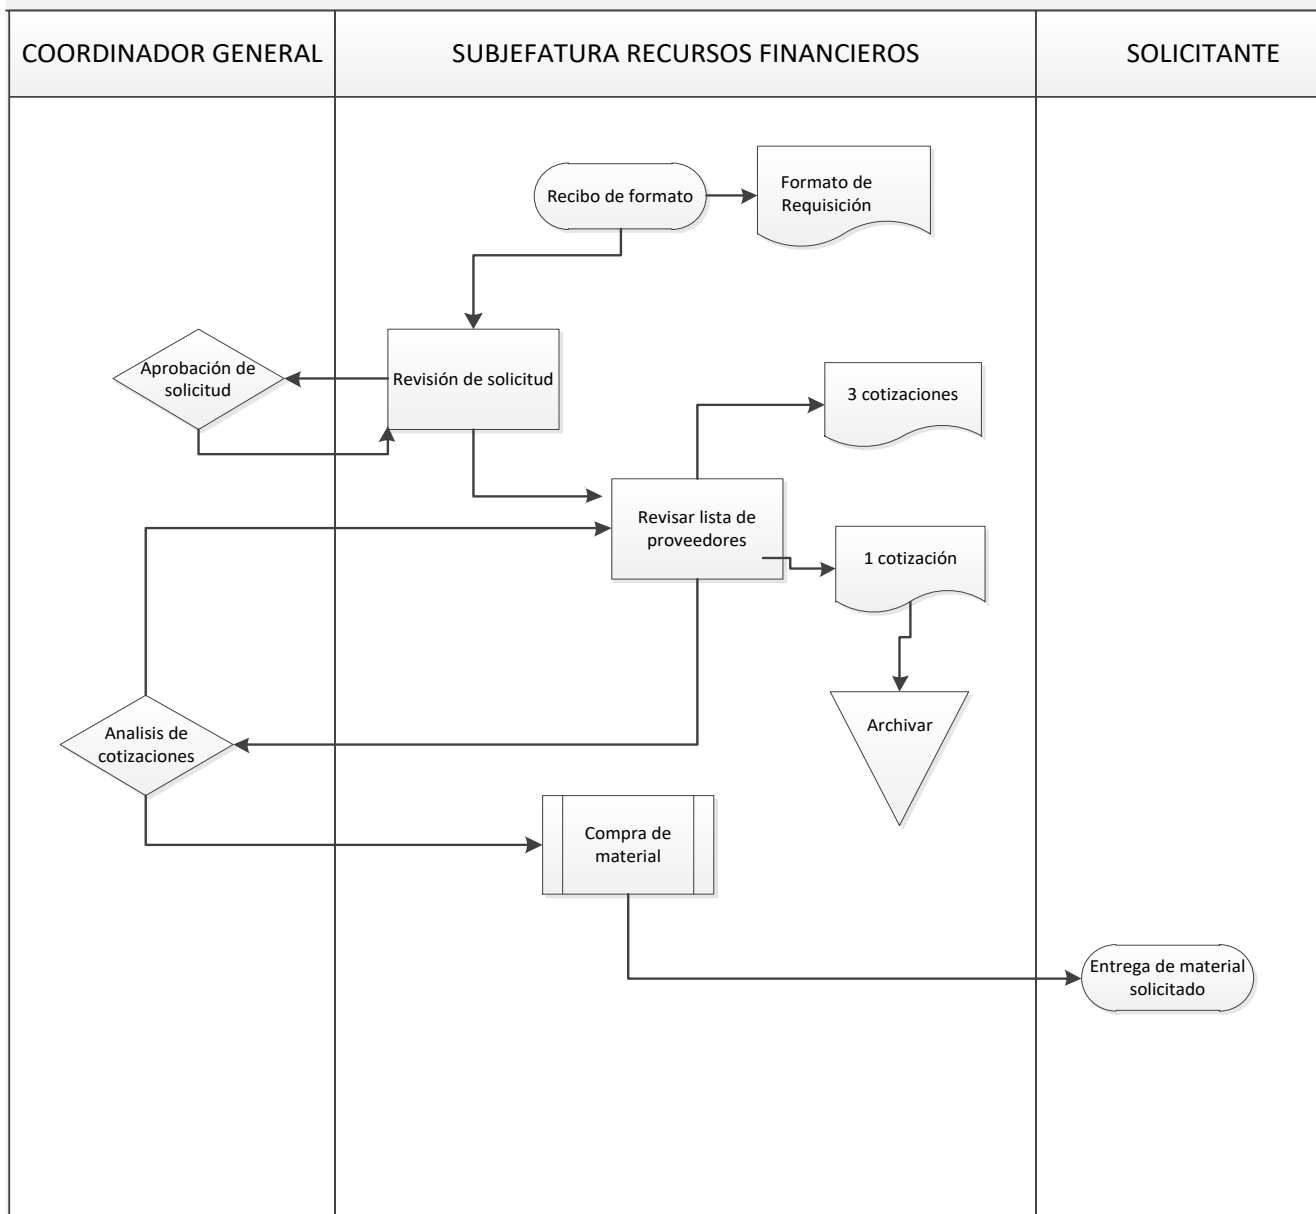 COORDINADOR GENERAL
SUBJEFATURA RECURSOS FINANCIEROS
SOLICITANTE
Recibo de formato
Formato de
Requisición
Aprobación de
solicitud
Revisión de solicitud
3 cotizaciones
Revisar lista de
proveedores
1 cotización
Analisis de
cotizaciones
Archivar
Compra de
material
Entrega de material
solicitado